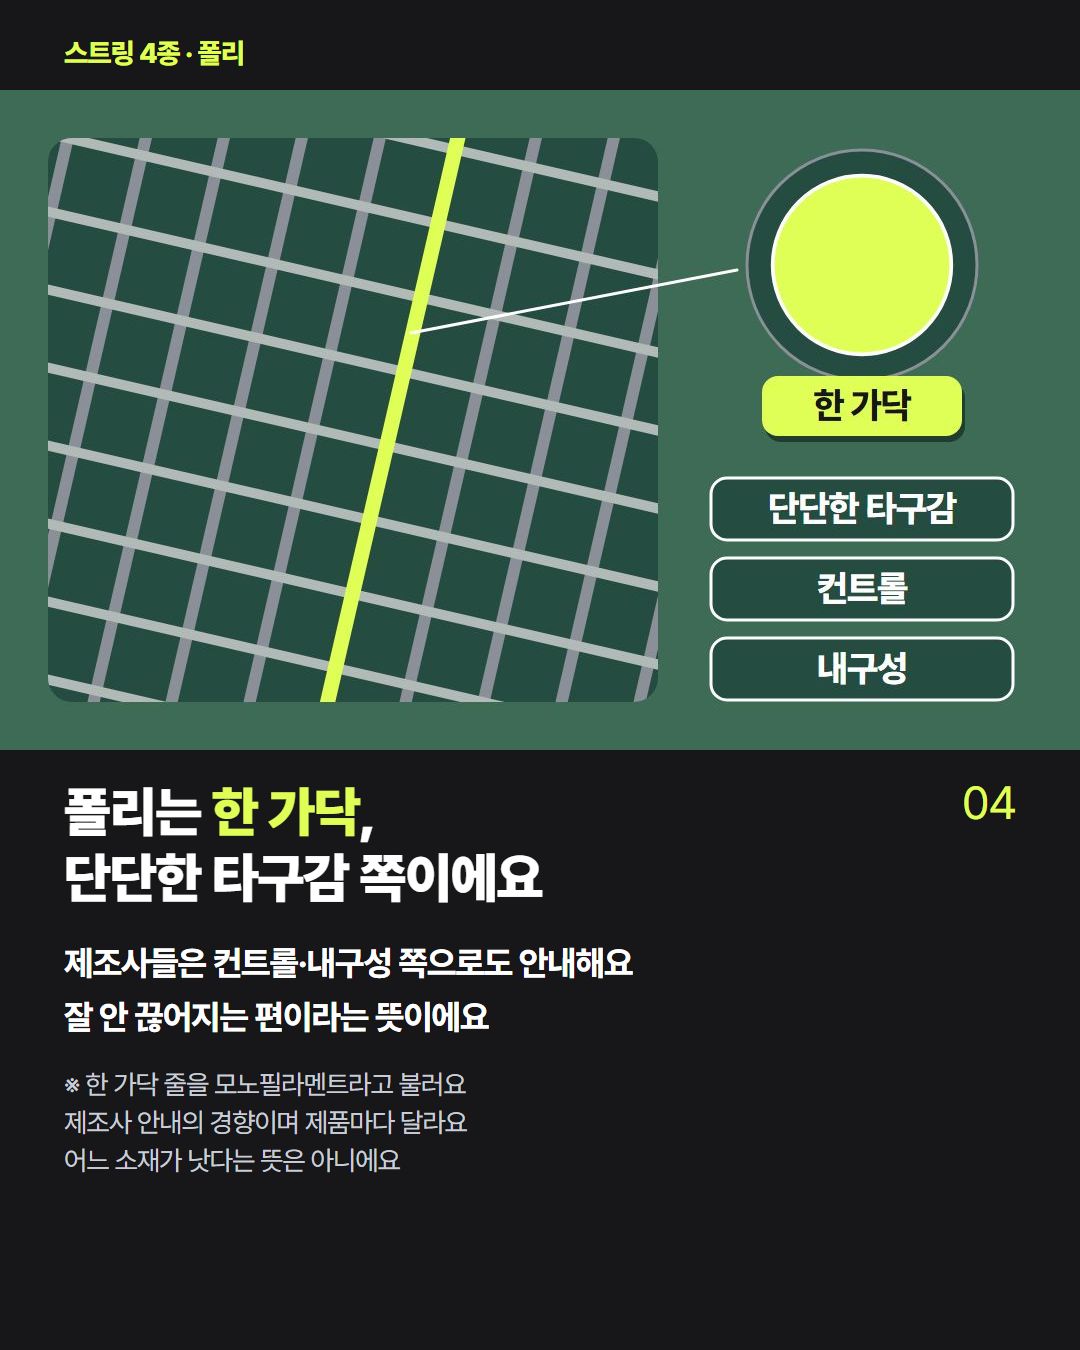 스트링 4종 · 폴리
한 가닥
단단한 타구감
컨트롤
내구성
폴리는 한 가닥,
단단한 타구감 쪽이에요
04
제조사들은 컨트롤·내구성 쪽으로도 안내해요
잘 안 끊어지는 편이라는 뜻이에요
※ 한 가닥 줄을 모노필라멘트라고 불러요
제조사 안내의 경향이며 제품마다 달라요
어느 소재가 낫다는 뜻은 아니에요